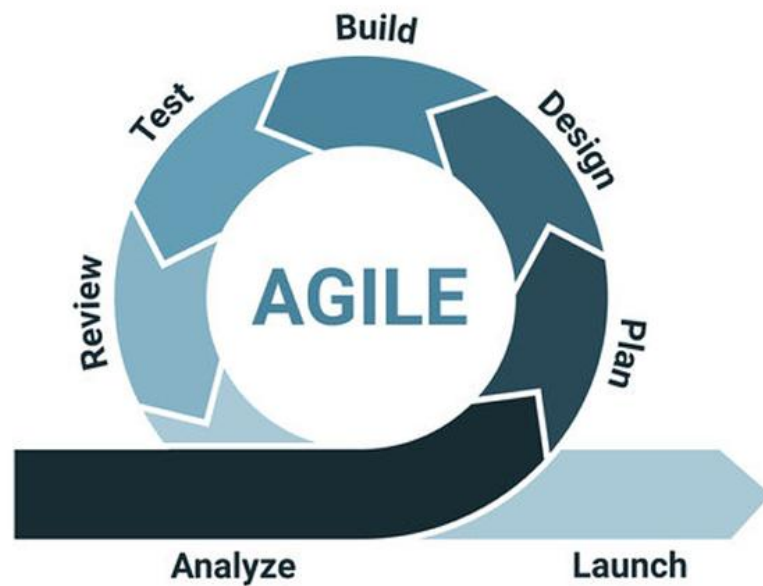 Build
Test
Design
AGILE
Review
Plan
Analyze
Launch